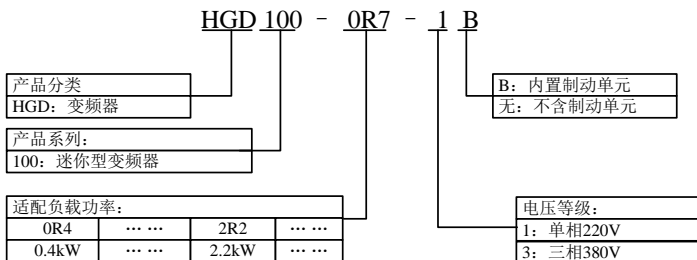 HGD 100 - 0R7 - 1 B
产品分类
HGD：变频器
B：内置制动单元
无：不含制动单元
产品系列：
100：迷你型变频器
适配负载功率：
0R4 …… 2R2 ……
0.4kW …… 2.2kW ……
电压等级：
1：单相220V
3：三相380V